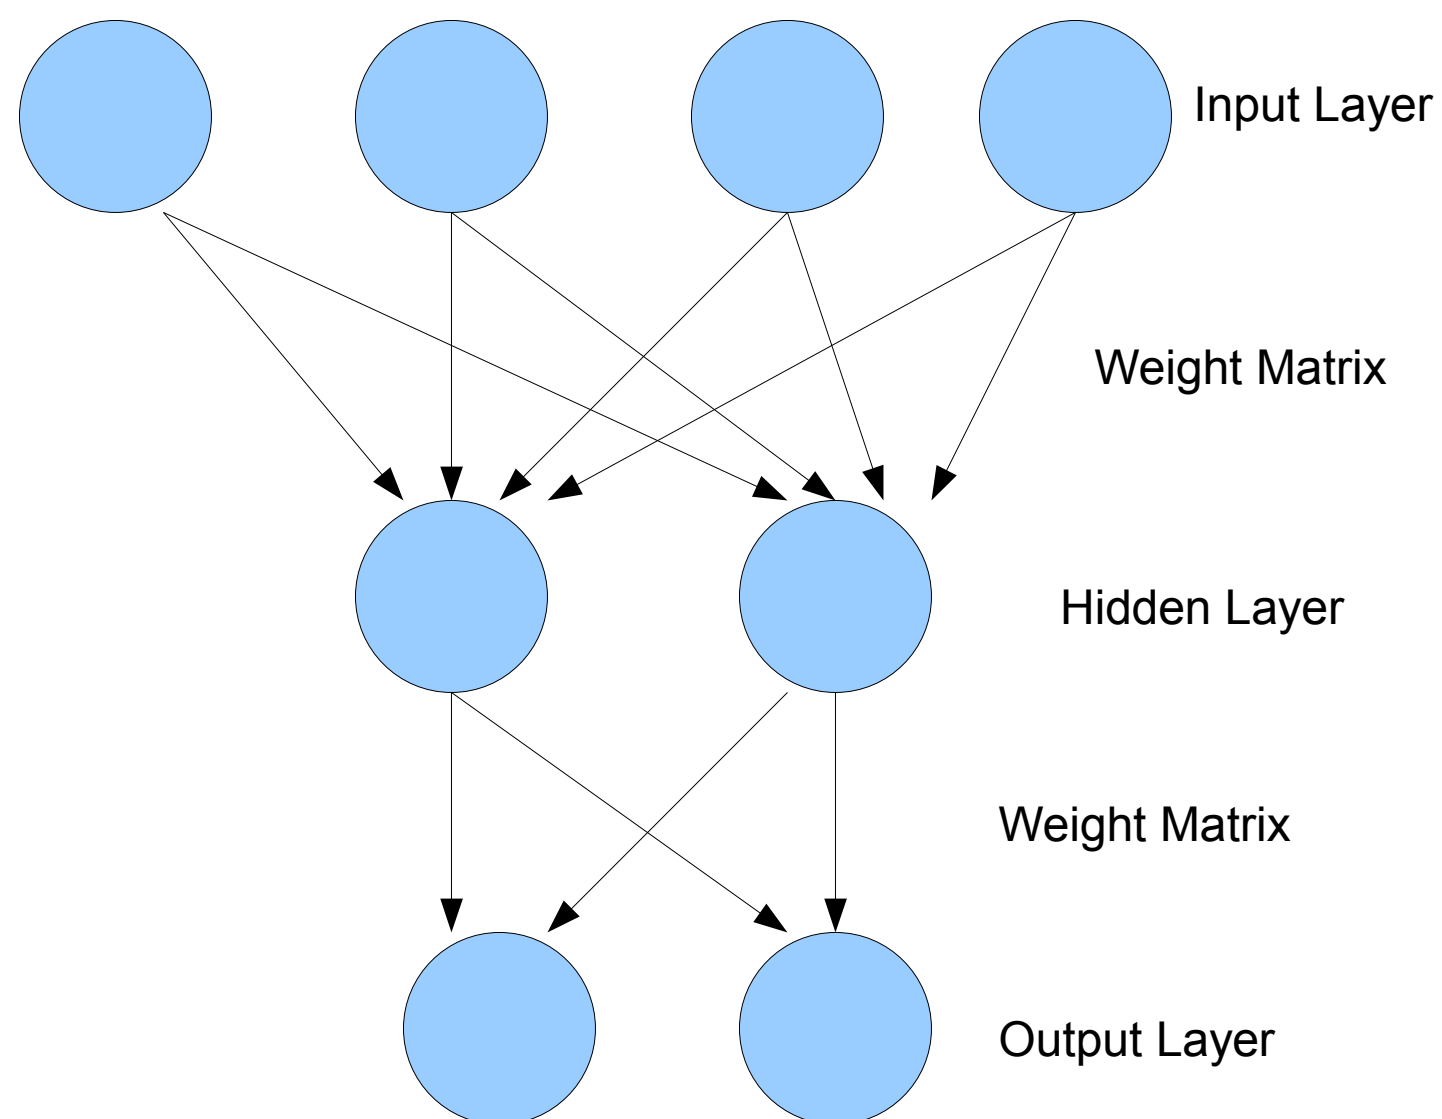 Input Layer
Weight Matrix
Hidden Layer
Weight Matrix
Output Layer